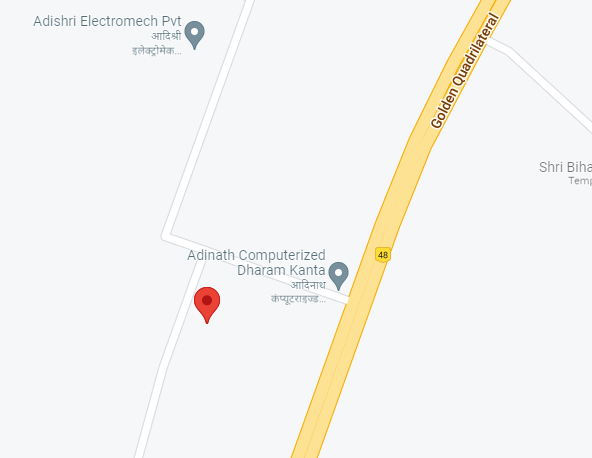 Adishri Electromech Pvt
आदिश्री
इलेक्ट्रोमेक...
Golden Quadrilateral
Shri Biha
Temp
48
Adinath Computerized
Dharam Kanta
आदिनाथ
कंप्यूटराइज्ड...